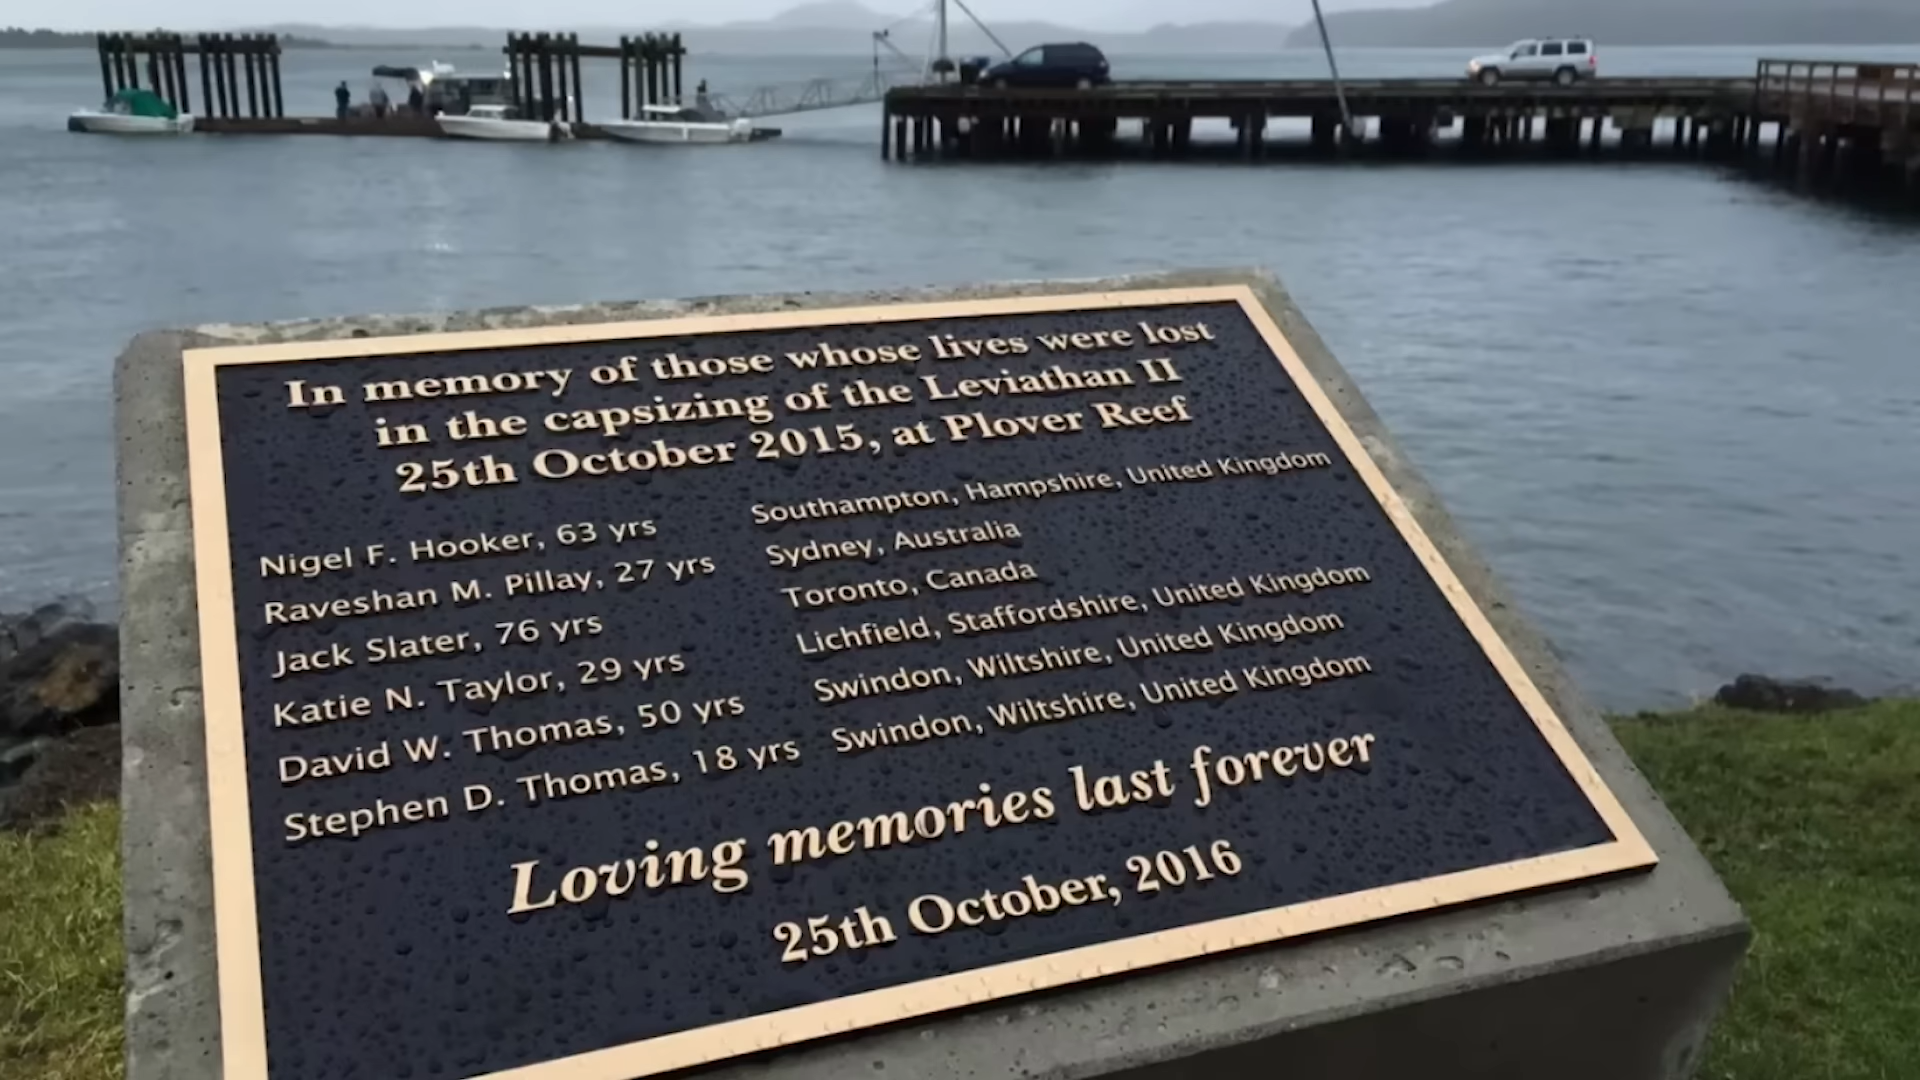 In memory of those whose lives were lost
in the capsizing of the Leviathan II
25th October 2015, at Plover Reef
Nigel F. Hooker, 63 yrs Southampton, Hampshire, United Kingdom
Raveshan M. Pillay, 27 yrs Sydney, Australia
Jack Slater, 76 yrs Toronto, Canada
Katie N. Taylor, 29 yrs Lichfield, Staffordshire, United Kingdom
David W. Thomas, 50 yrs Swindon, Wiltshire, United Kingdom
Stephen D. Thomas, 18 yrs Swindon, Wiltshire, United Kingdom
Loving memories last forever
25th October, 2016